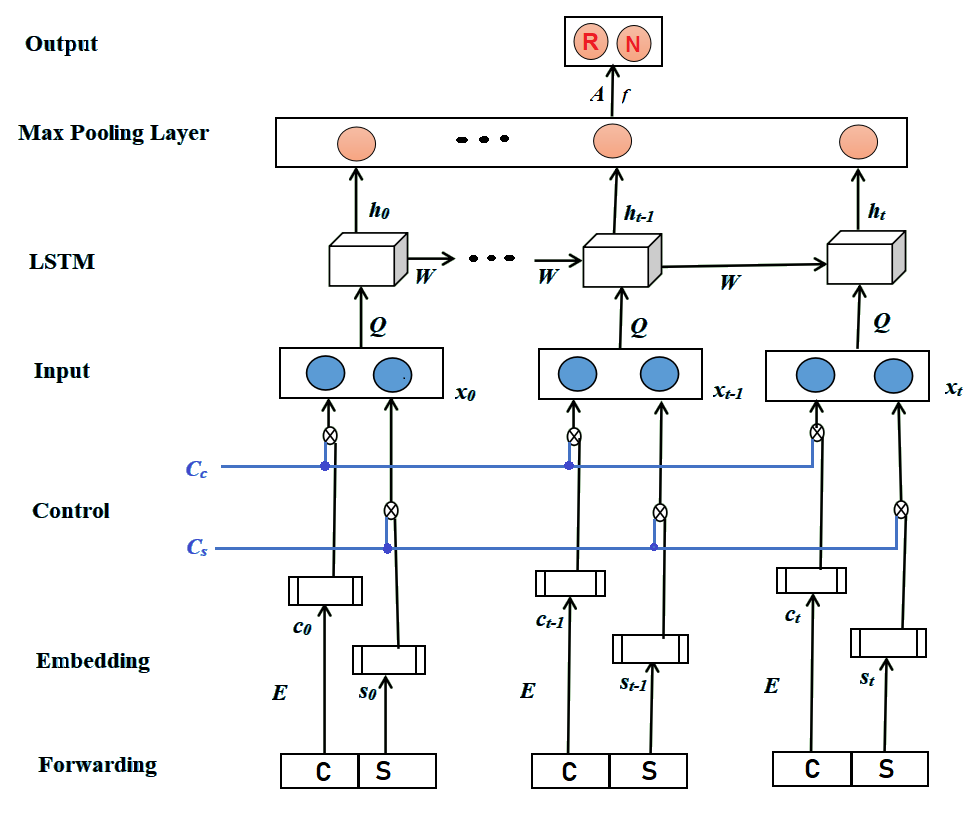 Output
R N
A f
Max Pooling Layer
h0 ht-1 ht
LSTM
W W W
Q Q Q
Input
x0 xt-1 xt
Cc
Control
Cs
c0 ct-1 ct
Embedding
E s0 E st-1 E st
Forwarding
C S C S C S